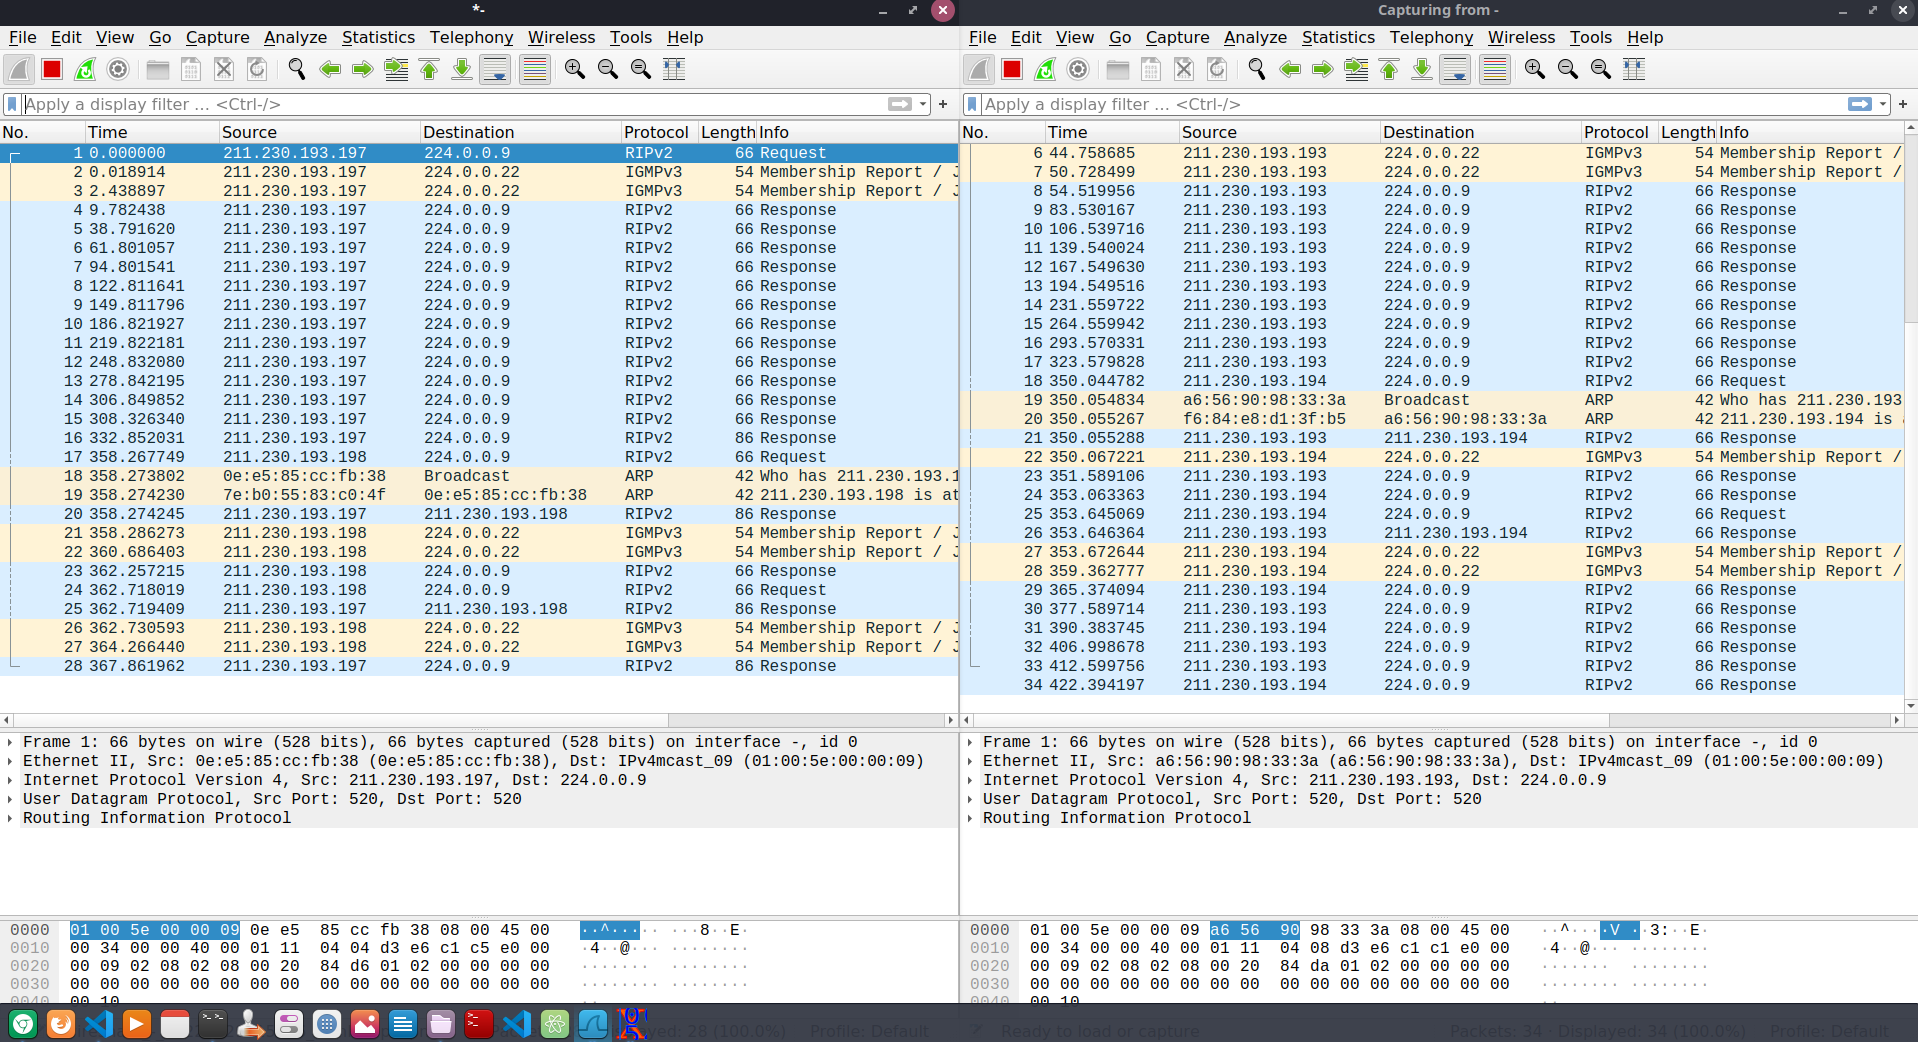 *-
File Edit View Go Capture Analyze Statistics Telephony Wireless Tools Help
Apply a display filter … <Ctrl-/>
No. Time Source Destination Protocol Length Info
1 0.000000 211.230.193.197 224.0.0.9 RIPv2 66 Request
2 0.018914 211.230.193.197 224.0.0.22 IGMPv3 54 Membership Report / J
3 2.438897 211.230.193.197 224.0.0.22 IGMPv3 54 Membership Report / J
4 9.782438 211.230.193.197 224.0.0.9 RIPv2 66 Response
5 38.791620 211.230.193.197 224.0.0.9 RIPv2 66 Response
6 61.801057 211.230.193.197 224.0.0.9 RIPv2 66 Response
7 94.801541 211.230.193.197 224.0.0.9 RIPv2 66 Response
8 122.811641 211.230.193.197 224.0.0.9 RIPv2 66 Response
9 149.811796 211.230.193.197 224.0.0.9 RIPv2 66 Response
10 186.821927 211.230.193.197 224.0.0.9 RIPv2 66 Response
11 219.822181 211.230.193.197 224.0.0.9 RIPv2 66 Response
12 248.832080 211.230.193.197 224.0.0.9 RIPv2 66 Response
13 278.842195 211.230.193.197 224.0.0.9 RIPv2 66 Response
14 306.849852 211.230.193.197 224.0.0.9 RIPv2 66 Response
15 308.326340 211.230.193.197 224.0.0.9 RIPv2 66 Response
16 332.852031 211.230.193.197 224.0.0.9 RIPv2 86 Response
17 358.267749 211.230.193.198 224.0.0.9 RIPv2 66 Request
18 358.273802 0e:e5:85:cc:fb:38 Broadcast ARP 42 Who has 211.230.193.1
19 358.274230 7e:b0:55:83:c0:4f 0e:e5:85:cc:fb:38 ARP 42 211.230.193.198 is at
20 358.274245 211.230.193.197 211.230.193.198 RIPv2 86 Response
21 358.286273 211.230.193.198 224.0.0.22 IGMPv3 54 Membership Report / J
22 360.686403 211.230.193.198 224.0.0.22 IGMPv3 54 Membership Report / J
23 362.257215 211.230.193.198 224.0.0.9 RIPv2 66 Response
24 362.718019 211.230.193.198 224.0.0.9 RIPv2 66 Request
25 362.719409 211.230.193.197 211.230.193.198 RIPv2 86 Response
26 362.730593 211.230.193.198 224.0.0.22 IGMPv3 54 Membership Report / J
27 364.266440 211.230.193.198 224.0.0.22 IGMPv3 54 Membership Report / J
28 367.861962 211.230.193.197 224.0.0.9 RIPv2 86 Response
Frame 1: 66 bytes on wire (528 bits), 66 bytes captured (528 bits) on interface -, id 0
Ethernet II, Src: 0e:e5:85:cc:fb:38 (0e:e5:85:cc:fb:38), Dst: IPv4mcast_09 (01:00:5e:00:00:09)
Internet Protocol Version 4, Src: 211.230.193.197, Dst: 224.0.0.9
User Datagram Protocol, Src Port: 520, Dst Port: 520
Routing Information Protocol
0000 01 00 5e 00 00 09 0e e5 85 cc fb 38 08 00 45 00 ··^····· ···8··E·
0010 00 34 00 00 40 00 01 11 04 04 d3 e6 c1 c5 e0 00 ·4··@··· ········
0020 00 09 02 08 02 08 00 20 84 d6 01 02 00 00 00 00 ······· ········
0030 00 00 00 00 00 00 00 00 00 00 00 00 00 00 00 00 ········ ········
0040 00 10 ··
Capturing from -
File Edit View Go Capture Analyze Statistics Telephony Wireless Tools Help
Apply a display filter … <Ctrl-/>
No. Time Source Destination Protocol Length Info
6 44.758685 211.230.193.193 224.0.0.22 IGMPv3 54 Membership Report /
7 50.728499 211.230.193.193 224.0.0.22 IGMPv3 54 Membership Report /
8 54.519956 211.230.193.193 224.0.0.9 RIPv2 66 Response
9 83.530167 211.230.193.193 224.0.0.9 RIPv2 66 Response
10 106.539716 211.230.193.193 224.0.0.9 RIPv2 66 Response
11 139.540024 211.230.193.193 224.0.0.9 RIPv2 66 Response
12 167.549630 211.230.193.193 224.0.0.9 RIPv2 66 Response
13 194.549516 211.230.193.193 224.0.0.9 RIPv2 66 Response
14 231.559722 211.230.193.193 224.0.0.9 RIPv2 66 Response
15 264.559942 211.230.193.193 224.0.0.9 RIPv2 66 Response
16 293.570331 211.230.193.193 224.0.0.9 RIPv2 66 Response
17 323.579828 211.230.193.193 224.0.0.9 RIPv2 66 Response
18 350.044782 211.230.193.194 224.0.0.9 RIPv2 66 Request
19 350.054834 a6:56:90:98:33:3a Broadcast ARP 42 Who has 211.230.193
20 350.055267 f6:84:e8:d1:3f:b5 a6:56:90:98:33:3a ARP 42 211.230.193.194 is
21 350.055288 211.230.193.193 211.230.193.194 RIPv2 66 Response
22 350.067221 211.230.193.194 224.0.0.22 IGMPv3 54 Membership Report /
23 351.589106 211.230.193.193 224.0.0.9 RIPv2 66 Response
24 353.063363 211.230.193.194 224.0.0.9 RIPv2 66 Response
25 353.645069 211.230.193.194 224.0.0.9 RIPv2 66 Request
26 353.646364 211.230.193.193 211.230.193.194 RIPv2 66 Response
27 353.672644 211.230.193.194 224.0.0.22 IGMPv3 54 Membership Report /
28 359.362777 211.230.193.194 224.0.0.22 IGMPv3 54 Membership Report /
29 365.374094 211.230.193.194 224.0.0.9 RIPv2 66 Response
30 377.589714 211.230.193.193 224.0.0.9 RIPv2 66 Response
31 390.383745 211.230.193.194 224.0.0.9 RIPv2 66 Response
32 406.998678 211.230.193.193 224.0.0.9 RIPv2 66 Response
33 412.599756 211.230.193.193 224.0.0.9 RIPv2 86 Response
34 422.394197 211.230.193.194 224.0.0.9 RIPv2 66 Response
Frame 1: 66 bytes on wire (528 bits), 66 bytes captured (528 bits) on interface -, id 0
Ethernet II, Src: a6:56:90:98:33:3a (a6:56:90:98:33:3a), Dst: IPv4mcast_09 (01:00:5e:00:00:09)
Internet Protocol Version 4, Src: 211.230.193.193, Dst: 224.0.0.9
User Datagram Protocol, Src Port: 520, Dst Port: 520
Routing Information Protocol
0000 01 00 5e 00 00 09 a6 56 90 98 33 3a 08 00 45 00 ··^····V ··3:··E·
0010 00 34 00 00 40 00 01 11 04 08 d3 e6 c1 c1 e0 00 ·4··@··· ········
0020 00 09 02 08 02 08 00 20 84 da 01 02 00 00 00 00 ······· ········
0030 00 00 00 00 00 00 00 00 00 00 00 00 00 00 00 00 ········ ········
0040 00 10 ··
played: 28 (100.0%) Profile: Default
Ready to load or capture Packets: 34 · Displayed: 34 (100.0%) Profile: Default